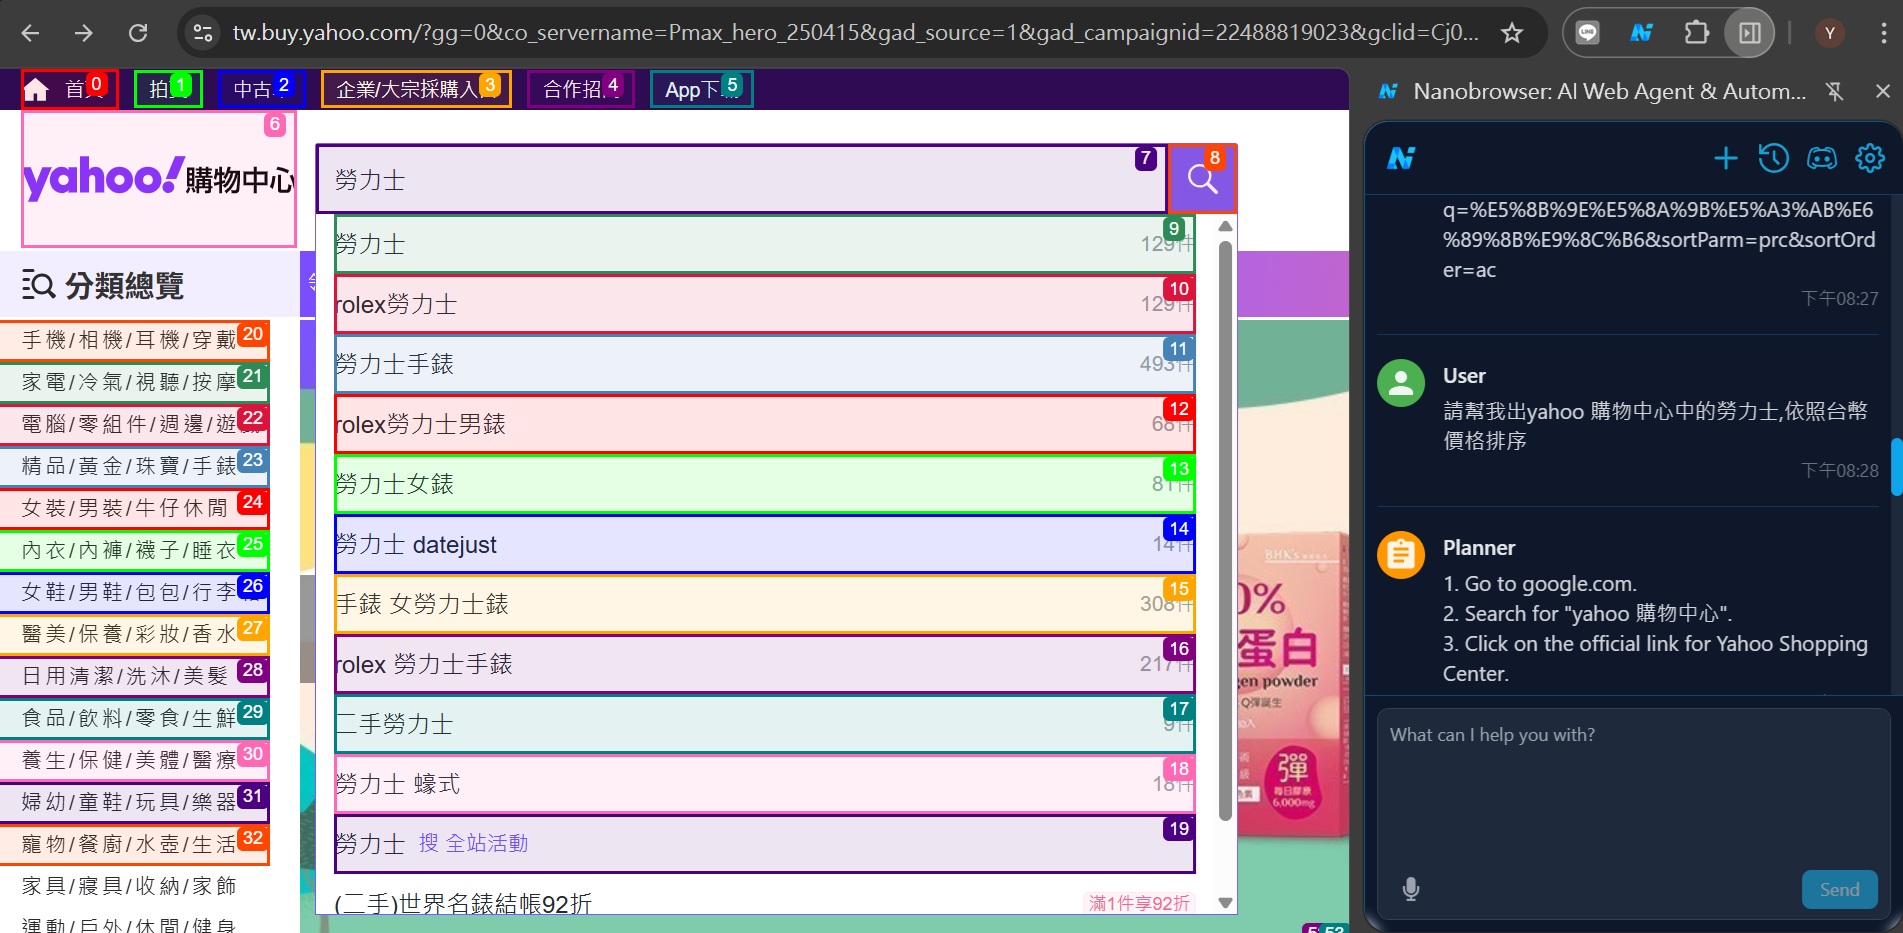 tw.buy.yahoo.com/?gg=0&co_servername=Pmax_hero_250415&gad_source=1&gad_campaignid=22488819023&gclid=Cj0...
Y
0
拍
1
中古
2
企業/大宗採購入
3
合作招
4
App下
5
6
yahoo!購物中心
勞力士
7
8
勞力士
9
129件
rolex勞力士
10
129件
勞力士手錶
11
493件
rolex勞力士男錶
12
68件
勞力士女錶
13
81件
勞力士 datejust
14
14件
手錶 女勞力士錶
15
308件
rolex 勞力士手錶
16
217件
二手勞力士
17
9件
勞力士 蠔式
18
18件
勞力士 搜 全站活動
19
(二手)世界名錶結帳92折
滿1件享92折
分類總覽
手機/相機/耳機/穿戴
20
家電/冷氣/視聽/按摩
21
電腦/零組件/週邊/遊
22
精品/黃金/珠寶/手錶
23
女裝/男裝/牛仔休閒
24
內衣/內褲/襪子/睡衣
25
女鞋/男鞋/包包/行李
26
醫美/保養/彩妝/香水
27
日用清潔/洗沐/美髮
28
食品/飲料/零食/生鮮
29
養生/保健/美體/醫療
30
婦幼/童鞋/玩具/樂器
31
寵物/餐廚/水壺/生活
32
家具/寢具/收納/家飾
運動/戶外/休閒/健身
BHK's
0%
蛋白
gen powder
Q彈誕生
彈
每日膠原
6,000mg
53
Nanobrowser: AI Web Agent & Autom...
q=%E5%8B%9E%E5%8A%9B%E5%A3%AB%E6
%89%8B%E9%8C%B6&sortParm=prc&sortOrd
er=ac
下午08:27
User
請幫我出yahoo 購物中心中的勞力士,依照台幣
價格排序
下午08:28
Planner
1. Go to google.com.
2. Search for "yahoo 購物中心".
3. Click on the official link for Yahoo Shopping
Center.
What can I help you with?
Send